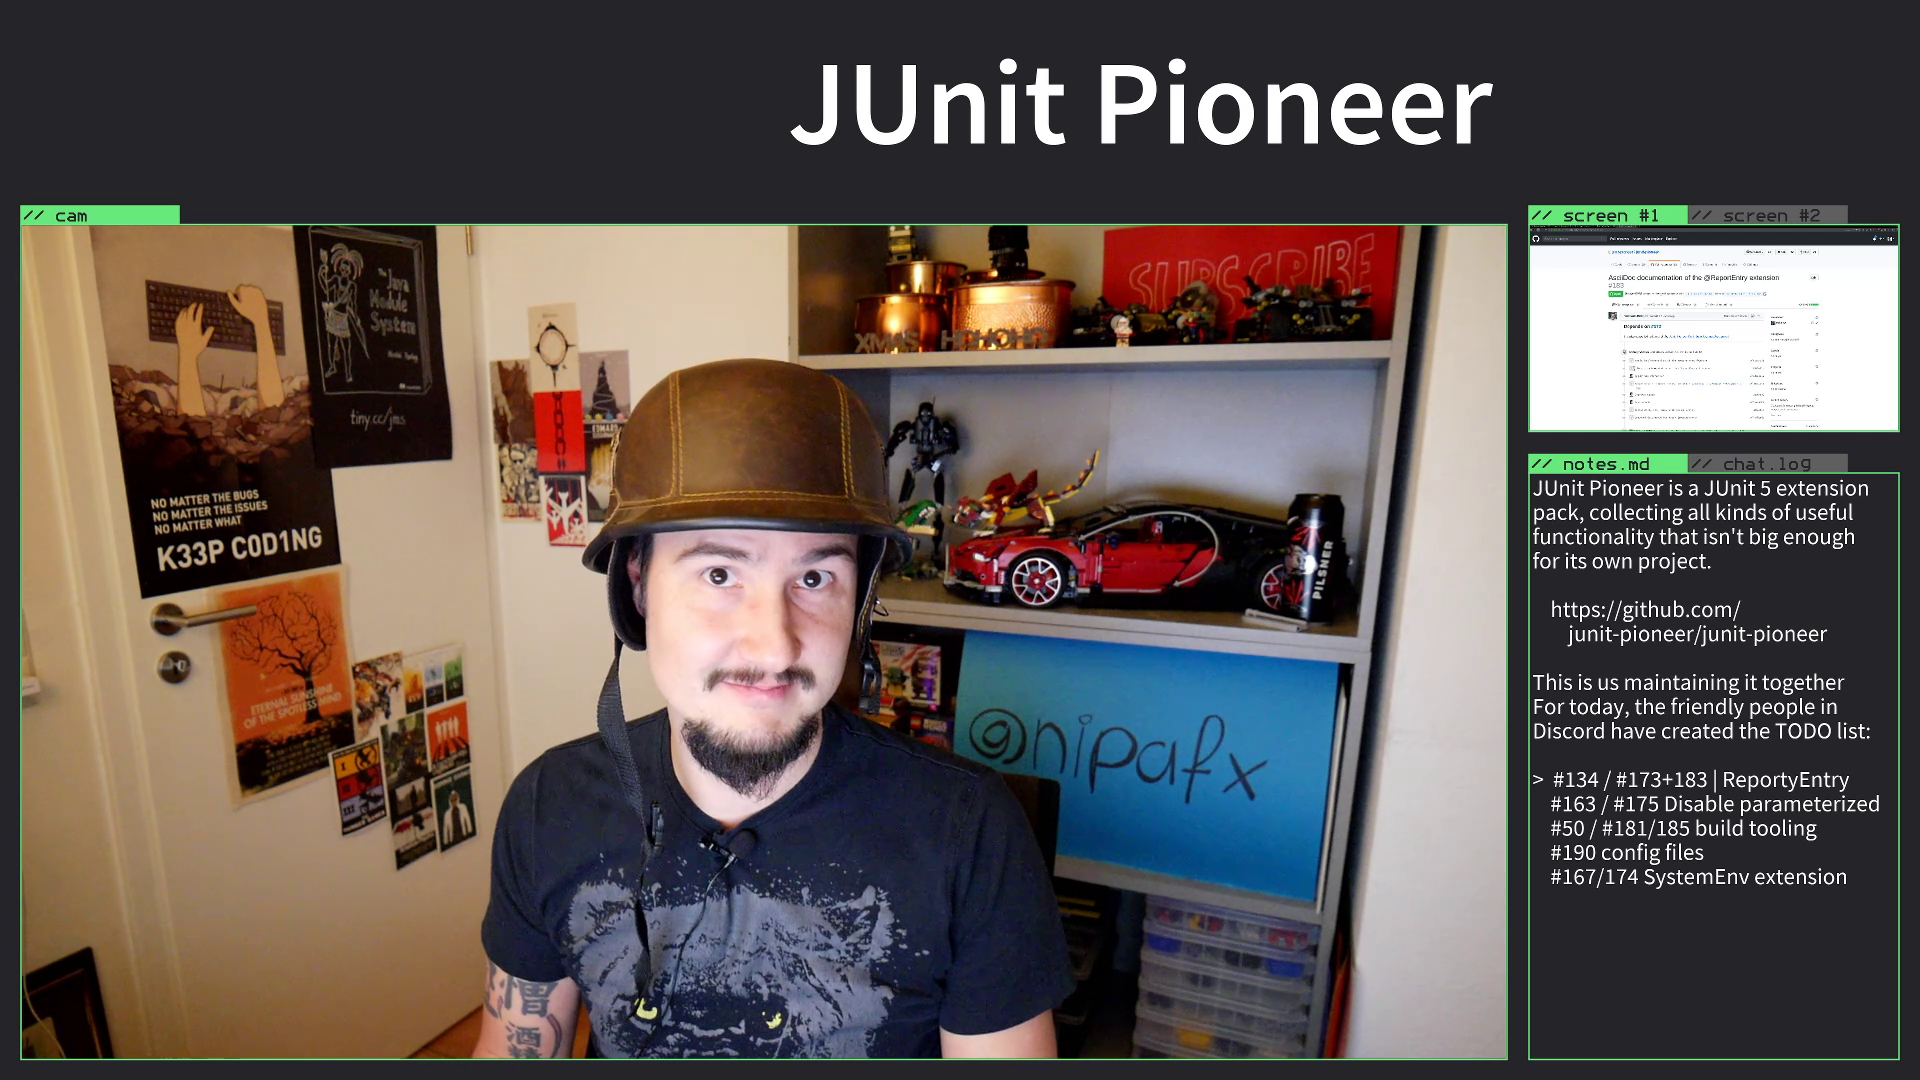 JUnit Pioneer
// cam
// screen #1
// screen #2
The
Java
Module
System
tiny.cc/jms
NO MATTER THE BUGS
NO MATTER THE ISSUES
NO MATTER WHAT
K33P C0D1NG
ETERNAL SUNSHINE
OF THE SPOTLESS MIND
SUBSCRIBE
XMAS
HOHOHO
PILSNER
@nipafx
AsciiDoc documentation of the @ReportEntry extension
#183
// notes.md
// chat.log
JUnit Pioneer is a JUnit 5 extension
pack, collecting all kinds of useful
functionality that isn't big enough
for its own project.
https://github.com/
junit-pioneer/junit-pioneer
This is us maintaining it together
For today, the friendly people in
Discord have created the TODO list:
> #134 / #173+183 | ReportyEntry
#163 / #175 Disable parameterized
#50 / #181/185 build tooling
#190 config files
#167/174 SystemEnv extension